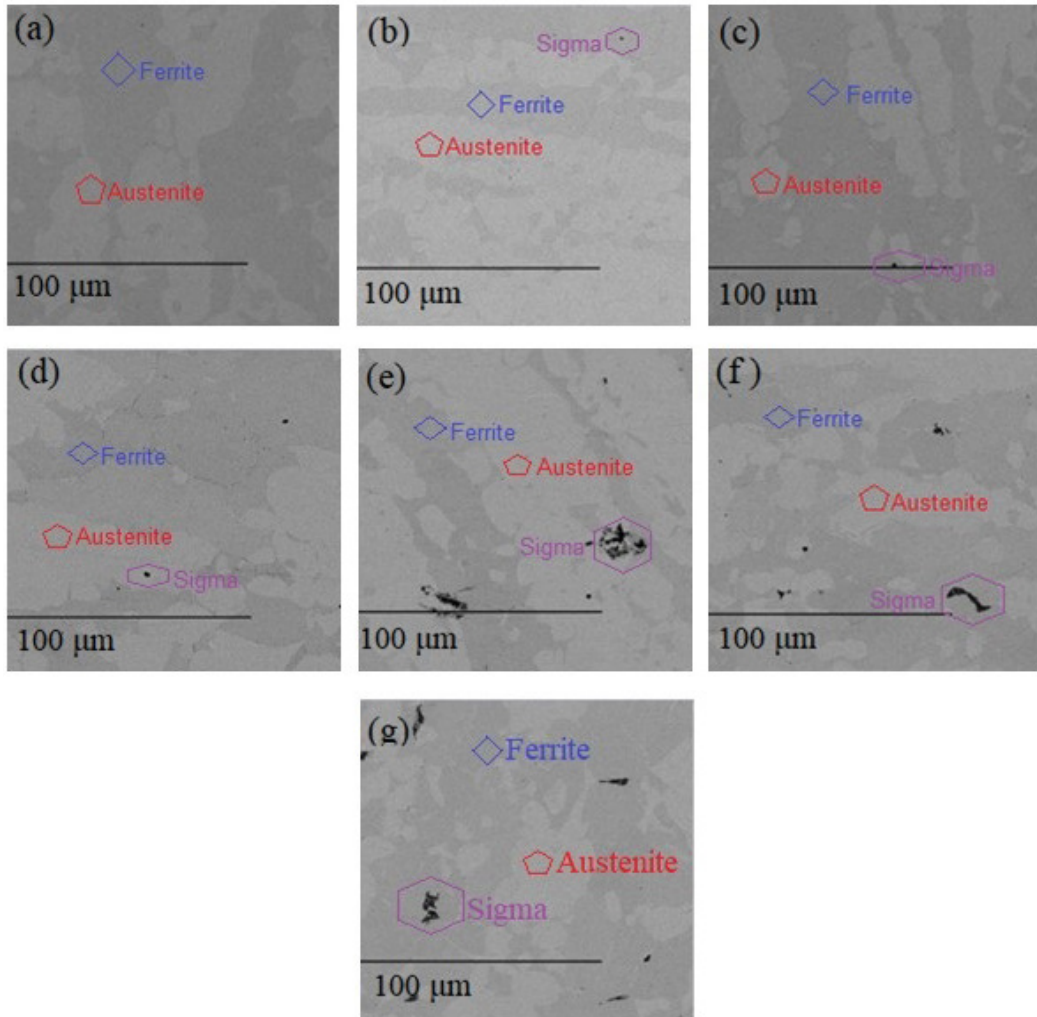 (a)
Ferrite
Austenite
100 μm
(b)
Sigma
Ferrite
Austenite
100 μm
(c)
Ferrite
Austenite
Sigma
100 μm
(d)
Ferrite
Austenite
Sigma
100 μm
(e)
Ferrite
Austenite
Sigma
100 μm
(f)
Ferrite
Austenite
Sigma
100 μm
(g)
Ferrite
Austenite
Sigma
100 μm